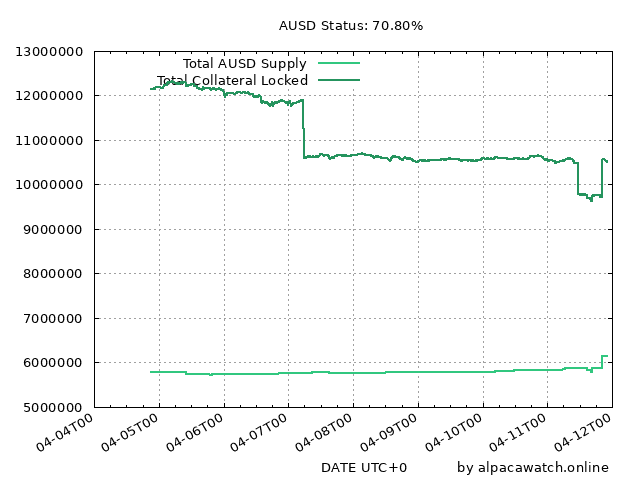 AUSD Status: 70.80%
13000000
12000000
11000000
10000000
9000000
8000000
7000000
6000000
5000000
Total AUSD Supply
Total Collateral Locked
04-04T00
04-05T00
04-06T00
04-07T00
04-08T00
04-09T00
04-10T00
04-11T00
04-12T00
DATE UTC+0
by alpacawatch.online